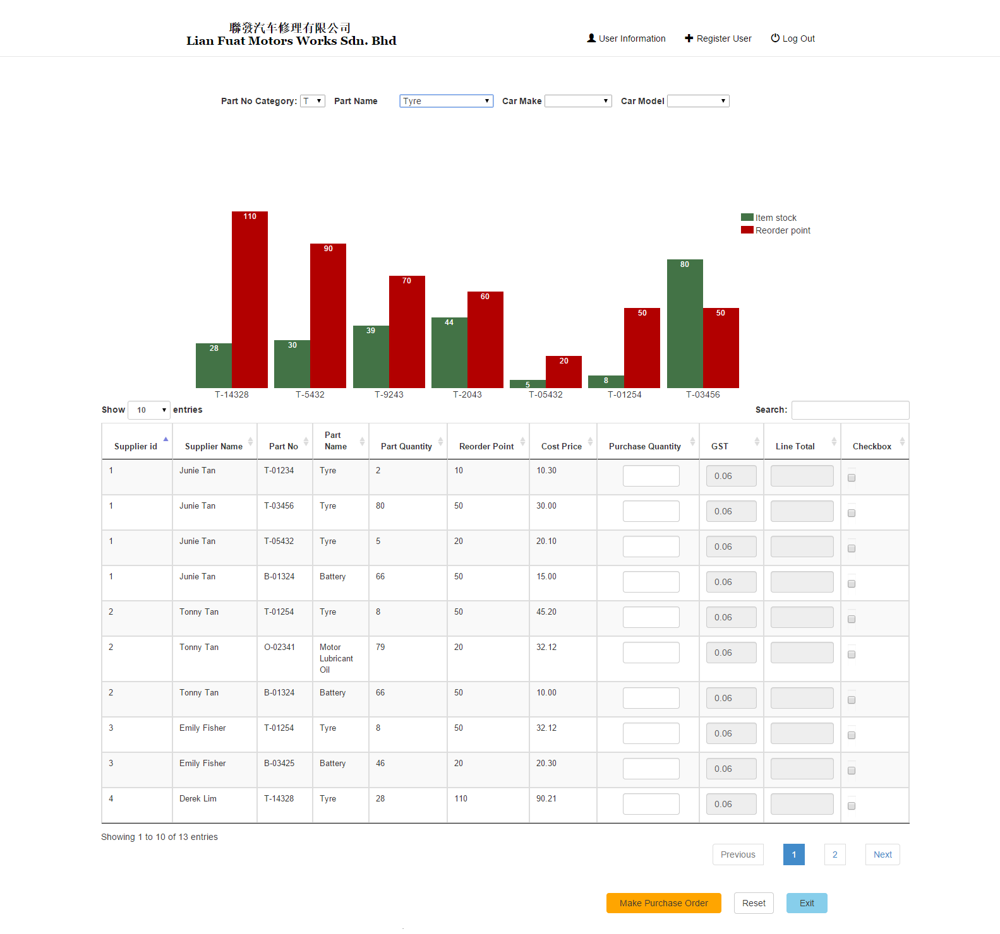 聯發汽车修理有限公司
Lian Fuat Motors Works Sdn. Bhd
User Information Register User Log Out
Part No Category: T Part Name Tyre Car Make Car Model
Item stock
Reorder point
110
90
80
70
60
50 50
44
39
28 30
20
5 8
T-14328 T-5432 T-9243 T-2043 T-05432 T-01254 T-03456
Show 10 entries Search:
Supplier id Supplier Name Part No Part Name Part Quantity Reorder Point Cost Price Purchase Quantity GST Line Total Checkbox
1 Junie Tan T-01234 Tyre 2 10 10.30 0.06
1 Junie Tan T-03456 Tyre 80 50 30.00 0.06
1 Junie Tan T-05432 Tyre 5 20 20.10 0.06
1 Junie Tan B-01324 Battery 66 50 15.00 0.06
2 Tonny Tan T-01254 Tyre 8 50 45.20 0.06
2 Tonny Tan O-02341 Motor Lubricant Oil 79 20 32.12 0.06
2 Tonny Tan B-01324 Battery 66 50 10.00 0.06
3 Emily Fisher T-01254 Tyre 8 50 32.12 0.06
3 Emily Fisher B-03425 Battery 46 20 20.30 0.06
4 Derek Lim T-14328 Tyre 28 110 90.21 0.06
Showing 1 to 10 of 13 entries
Previous 1 2 Next
Make Purchase Order Reset Exit